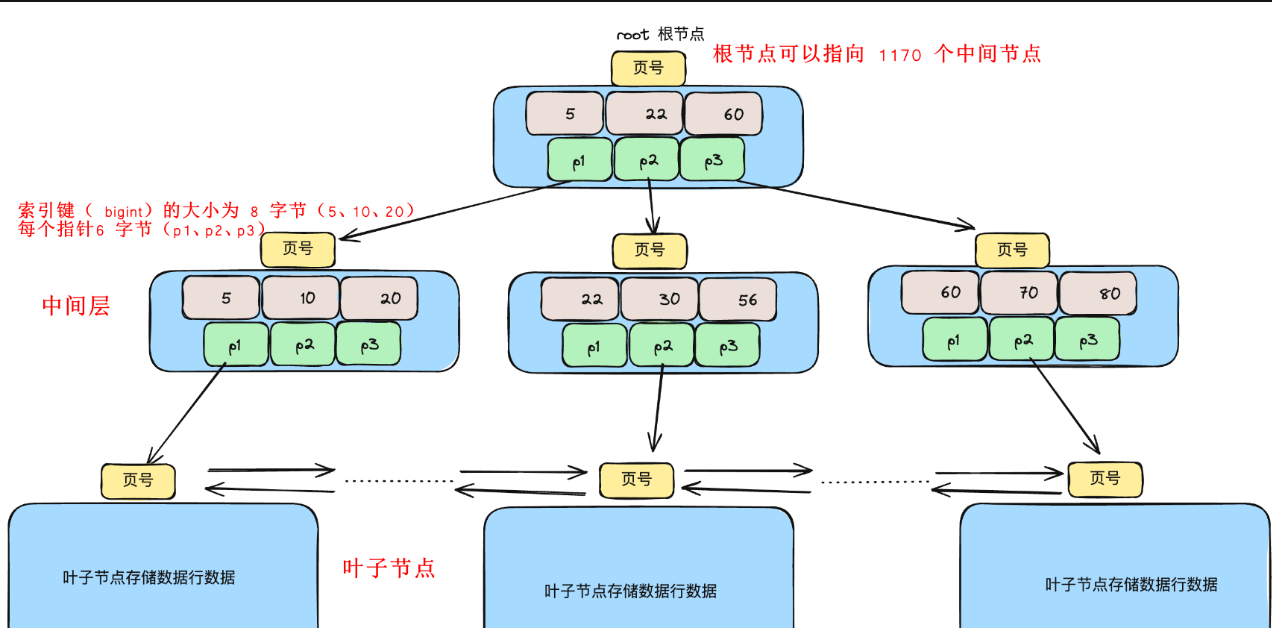 root 根节点
根节点可以指向 1170 个中间节点
页号
5 22 60
p1 p2 p3
索引键（ bigint）的大小为 8 字节（5、10、20）
每个指针6 字节（p1、p2、p3）
页号 页号 页号
中间层
5 10 20 22 30 56 60 70 80
p1 p2 p3 p1 p2 p3 p1 p2 p3
页号 页号 页号
叶子节点
叶子节点存储数据行数据 叶子节点存储数据行数据 叶子节点存储数据行数据